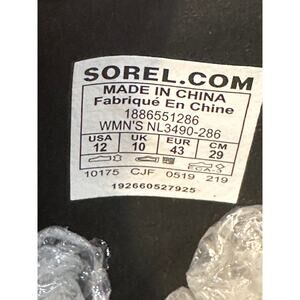 SOREL.COM
MADE IN CHINA
Fabriqué En Chine
1886551286
WMN'S NL3490-286
USA UK EUR CM
12 10 43 29
10175 CJF 0519 219
192660527925